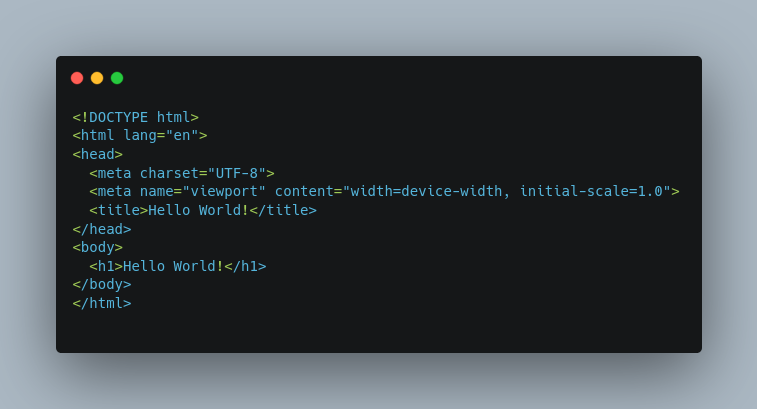 <!DOCTYPE html>
<html lang="en">
<head>
  <meta charset="UTF-8">
  <meta name="viewport" content="width=device-width, initial-scale=1.0">
  <title>Hello World!</title>
</head>
<body>
  <h1>Hello World!</h1>
</body>
</html>